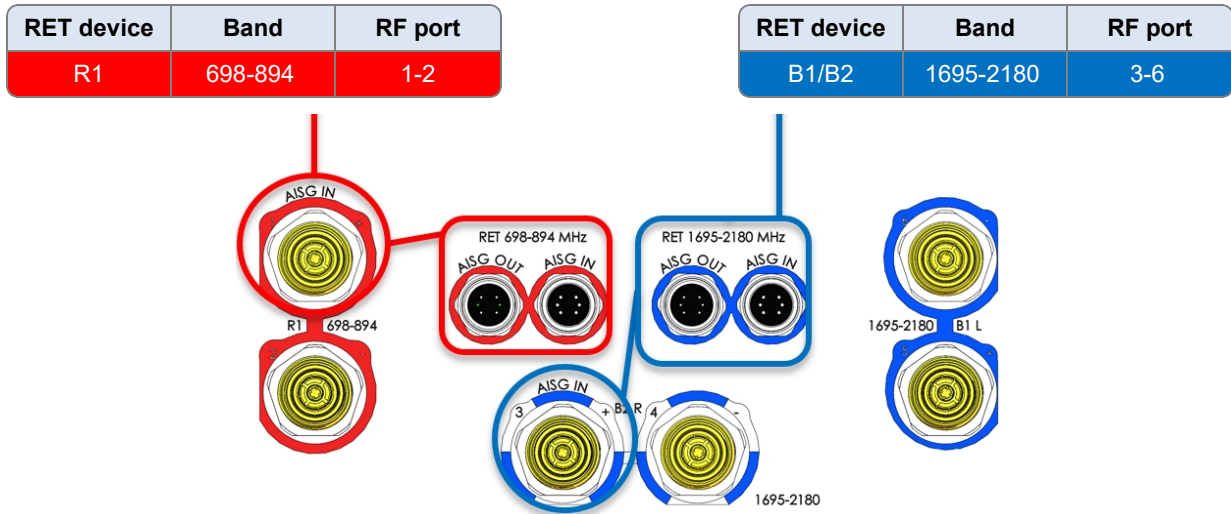 RET device Band RF port
R1 698-894 1-2
RET device Band RF port
B1/B2 1695-2180 3-6
AISG IN
+
R1 698-894
2 -
RET 698-894 MHz
AISG OUT AISG IN
RET 1695-2180 MHz
AISG OUT AISG IN
-
1695-2180 B1 L
5 +
AISG IN
3 + B2 R 4 -
1695-2180